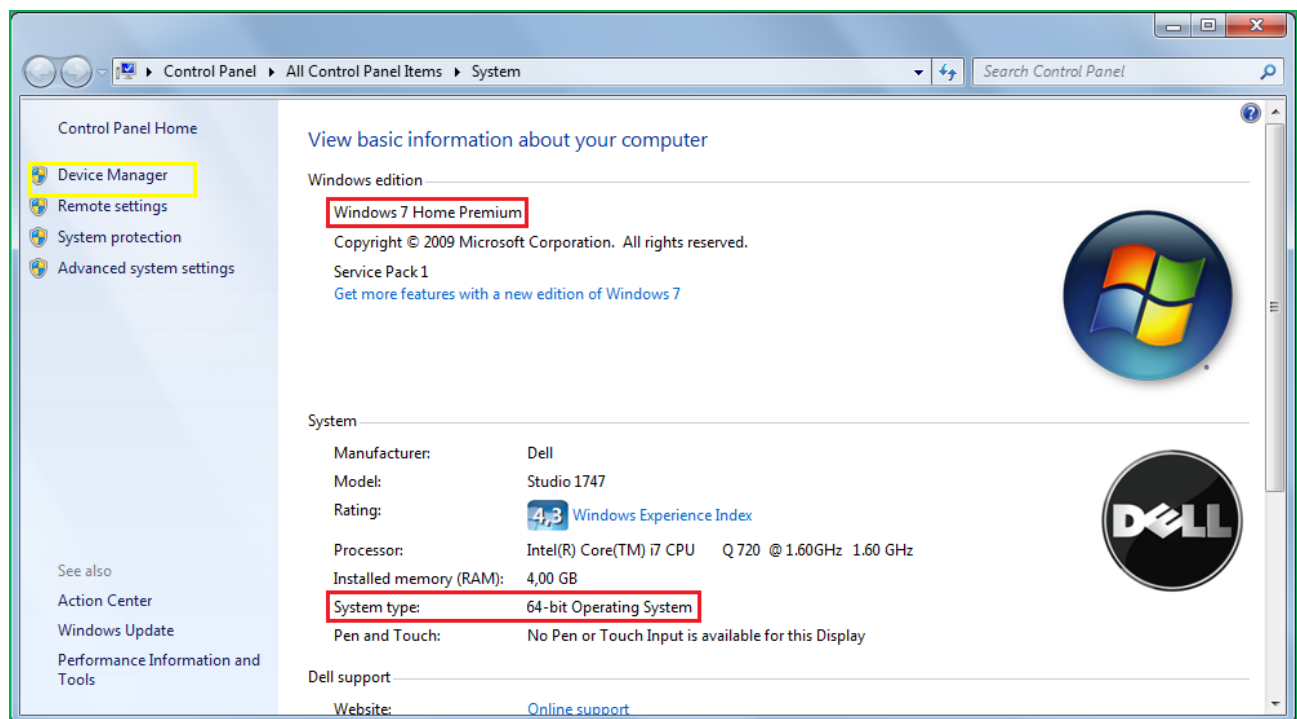 Control Panel ▸ All Control Panel Items ▸ System
Search Control Panel
Control Panel Home
Device Manager
Remote settings
System protection
Advanced system settings
See also
Action Center
Windows Update
Performance Information and
Tools
View basic information about your computer
Windows edition
Windows 7 Home Premium
Copyright © 2009 Microsoft Corporation. All rights reserved.
Service Pack 1
Get more features with a new edition of Windows 7
System
Manufacturer: Dell
Model: Studio 1747
Rating: 4,3 Windows Experience Index
Processor: Intel(R) Core(TM) i7 CPU Q 720 @ 1.60GHz 1.60 GHz
Installed memory (RAM): 4,00 GB
System type: 64-bit Operating System
Pen and Touch: No Pen or Touch Input is available for this Display
DELL
Dell support
Website: Online support